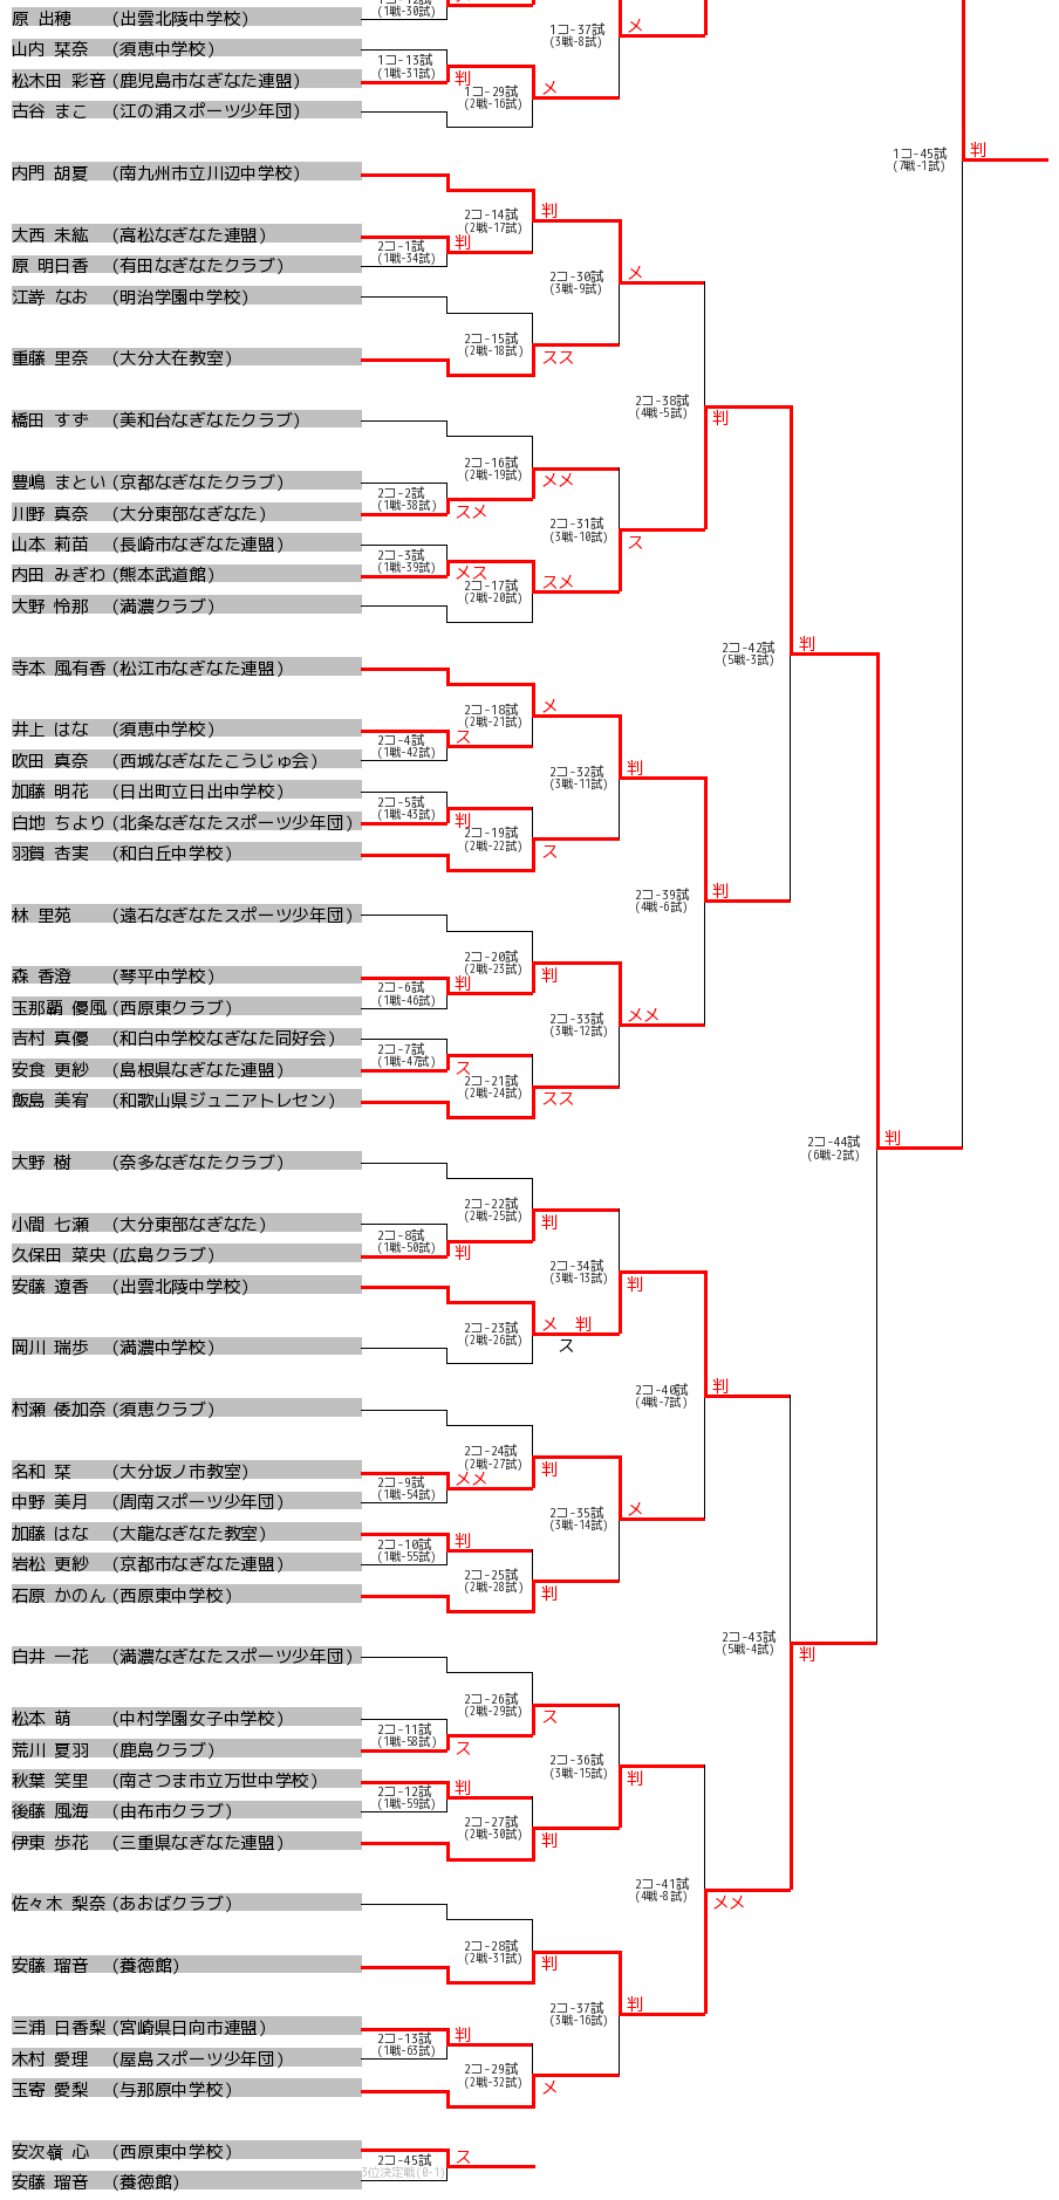 (1戦-30試)
原 出穂 (出雲北陵中学校)
メ
1コ-37試
(3戦-8試)
山内 栞奈 (須恵中学校)
1コ-13試
(1戦-31試)
松木田 彩音 (鹿児島市なぎなた連盟)
判
1コ-29試
(2戦-16試)
メ
古谷 まこ (江の浦スポーツ少年団)
1コ-45試
(7戦-1試)
判
内門 胡夏 (南九州市立川辺中学校)
2コ-14試
(2戦-17試)
判
大西 未紘 (高松なぎなた連盟)
2コ-1試
(1戦-34試)
判
原 明日香 (有田なぎなたクラブ)
2コ-30試
(3戦-9試)
メ
江嵜 なお (明治学園中学校)
2コ-15試
(2戦-18試)
スス
重藤 里奈 (大分大在教室)
2コ-38試
(4戦-5試)
判
橋田 すず (美和台なぎなたクラブ)
2コ-16試
(2戦-19試)
メメ
豊嶋 まとい (京都なぎなたクラブ)
2コ-2試
(1戦-38試)
川野 真奈 (大分東部なぎなた)
スメ
2コ-31試
(3戦-10試)
ス
山本 莉苗 (長崎市なぎなた連盟)
2コ-3試
(1戦-39試)
内田 みぎわ (熊本武道館)
メス
2コ-17試
(2戦-20試)
スメ
大野 怜那 (満濃クラブ)
2コ-42試
(5戦-3試)
判
寺本 風有香 (松江市なぎなた連盟)
2コ-18試
(2戦-21試)
メ
井上 はな (須恵中学校)
2コ-4試
(1戦-42試)
ス
吹田 真奈 (西城なぎなたこうじゅ会)
2コ-32試
(3戦-11試)
判
加藤 明花 (日出町立日出中学校)
2コ-5試
(1戦-43試)
白地 ちより (北条なぎなたスポーツ少年団)
判
2コ-19試
(2戦-22試)
ス
羽賀 杏実 (和白丘中学校)
2コ-39試
(4戦-6試)
判
林 里苑 (遠石なぎなたスポーツ少年団)
2コ-20試
(2戦-23試)
判
森 香澄 (琴平中学校)
2コ-6試
(1戦-46試)
判
玉那覇 優風 (西原東クラブ)
2コ-33試
(3戦-12試)
メメ
吉村 真優 (和白中学校なぎなた同好会)
2コ-7試
(1戦-47試)
安食 更紗 (島根県なぎなた連盟)
ス
2コ-21試
(2戦-24試)
スス
飯島 美宥 (和歌山県ジュニアトレセン)
2コ-44試
(6戦-2試)
判
大野 樹 (奈多なぎなたクラブ)
2コ-22試
(2戦-25試)
判
小間 七瀬 (大分東部なぎなた)
2コ-8試
(1戦-50試)
久保田 菜央 (広島クラブ)
判
2コ-34試
(3戦-13試)
判
安藤 遼香 (出雲北陵中学校)
2コ-23試
(2戦-26試)
メ 判
ス
岡川 瑞歩 (満濃中学校)
2コ-40試
(4戦-7試)
判
村瀬 倭加奈 (須恵クラブ)
2コ-24試
(2戦-27試)
判
名和 栞 (大分坂ノ市教室)
2コ-9試
(1戦-54試)
メメ
中野 美月 (周南スポーツ少年団)
2コ-35試
(3戦-14試)
メ
加藤 はな (大龍なぎなた教室)
2コ-10試
(1戦-55試)
判
岩松 更紗 (京都市なぎなた連盟)
2コ-25試
(2戦-28試)
判
石原 かのん (西原東中学校)
2コ-43試
(5戦-4試)
判
白井 一花 (満濃なぎなたスポーツ少年団)
2コ-26試
(2戦-29試)
ス
松本 萌 (中村学園女子中学校)
2コ-11試
(1戦-58試)
荒川 夏羽 (鹿島クラブ)
ス
2コ-36試
(3戦-15試)
判
秋葉 笑里 (南さつま市立万世中学校)
2コ-12試
(1戦-59試)
判
後藤 風海 (由布市クラブ)
2コ-27試
(2戦-30試)
判
伊東 歩花 (三重県なぎなた連盟)
2コ-41試
(4戦-8試)
メメ
佐々木 梨奈 (あおばクラブ)
2コ-28試
(2戦-31試)
判
安藤 瑠音 (養徳館)
2コ-37試
(3戦-16試)
判
三浦 日香梨 (宮崎県日向市連盟)
2コ-13試
(1戦-63試)
判
木村 愛理 (屋島スポーツ少年団)
2コ-29試
(2戦-32試)
メ
玉寄 愛梨 (与那原中学校)
安次嶺 心 (西原東中学校)
2コ-45試
3位決定戦(0-1)
ス
安藤 瑠音 (養徳館)